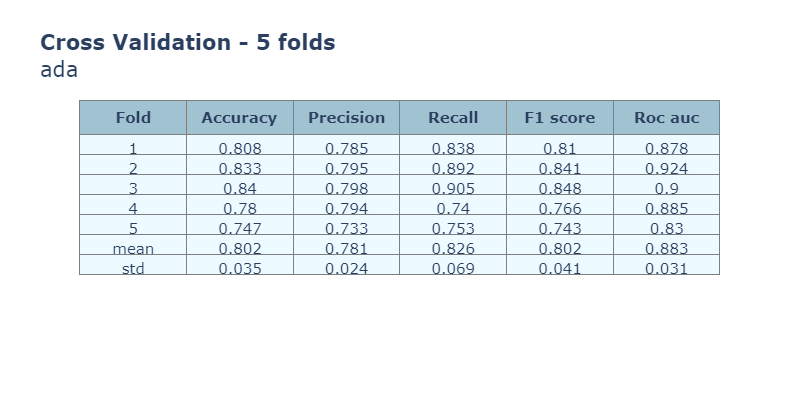 Cross Validation - 5 folds
ada
Fold Accuracy Precision Recall F1 score Roc auc
1 0.808 0.785 0.838 0.81 0.878
2 0.833 0.795 0.892 0.841 0.924
3 0.84 0.798 0.905 0.848 0.9
4 0.78 0.794 0.74 0.766 0.885
5 0.747 0.733 0.753 0.743 0.83
mean 0.802 0.781 0.826 0.802 0.883
std 0.035 0.024 0.069 0.041 0.031